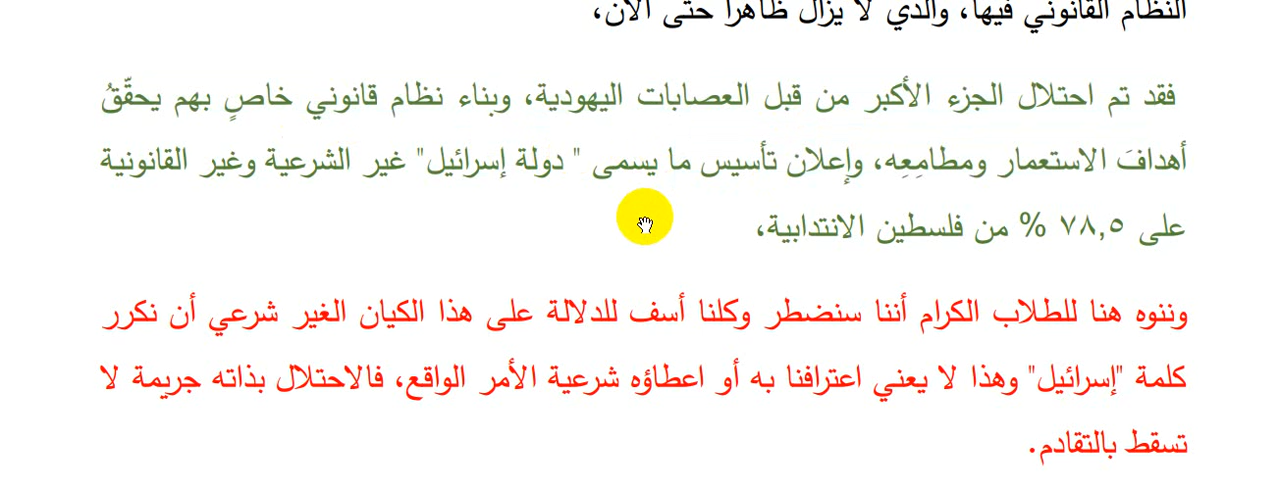 النظام القانوني فيها، والذي لا يزال ظاهرا حتى الآن،
فقد تم احتلال الجزء الأكبر من قبل العصابات اليهودية، وبناء نظام قانوني خاصٍ بهم يحقّقُ
أهدافَ الاستعمار ومطامِعِه، وإعلان تأسيس ما يسمى " دولة إسرائيل" غير الشرعية وغير القانونية
على ٧٨,٥ % من فلسطين الانتدابية،
وننوه هنا للطلاب الكرام أننا سنضطر وكلنا أسف للدلالة على هذا الكيان الغير شرعي أن نكرر
كلمة "إسرائيل" وهذا لا يعني اعترافنا به أو اعطاؤه شرعية الأمر الواقع، فالاحتلال بذاته جريمة لا
تسقط بالتقادم.